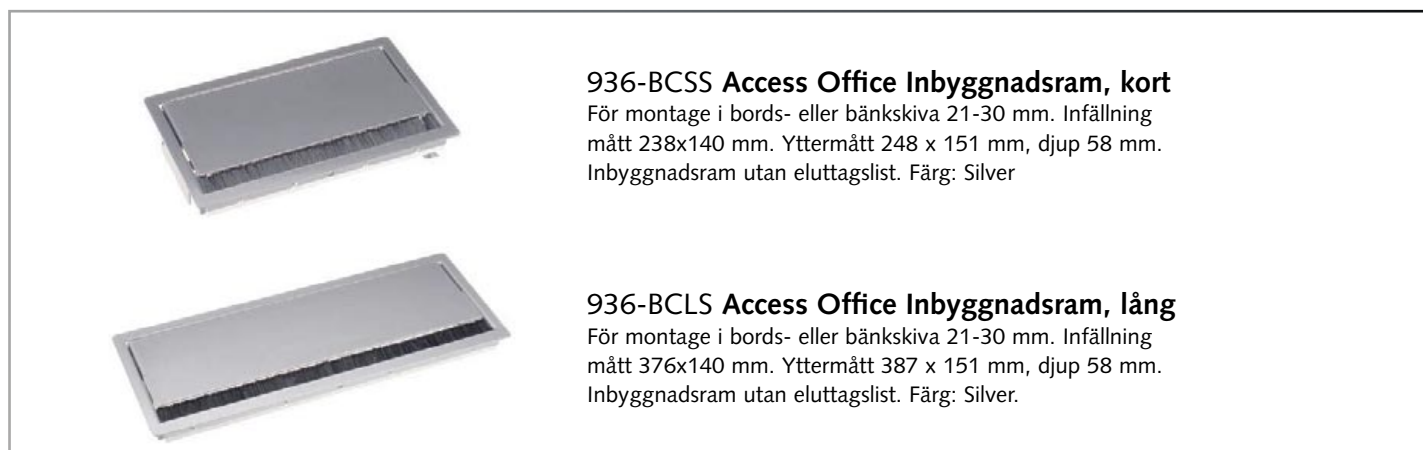 936-BCSS Access Office Inbyggnadsram, kort
För montage i bords- eller bänkskiva 21-30 mm. Infällning
mått 238x140 mm. Yttermått 248 x 151 mm, djup 58 mm.
Inbyggnadsram utan eluttagslist. Färg: Silver
936-BCLS Access Office Inbyggnadsram, lång
För montage i bords- eller bänkskiva 21-30 mm. Infällning
mått 376x140 mm. Yttermått 387 x 151 mm, djup 58 mm.
Inbyggnadsram utan eluttagslist. Färg: Silver.